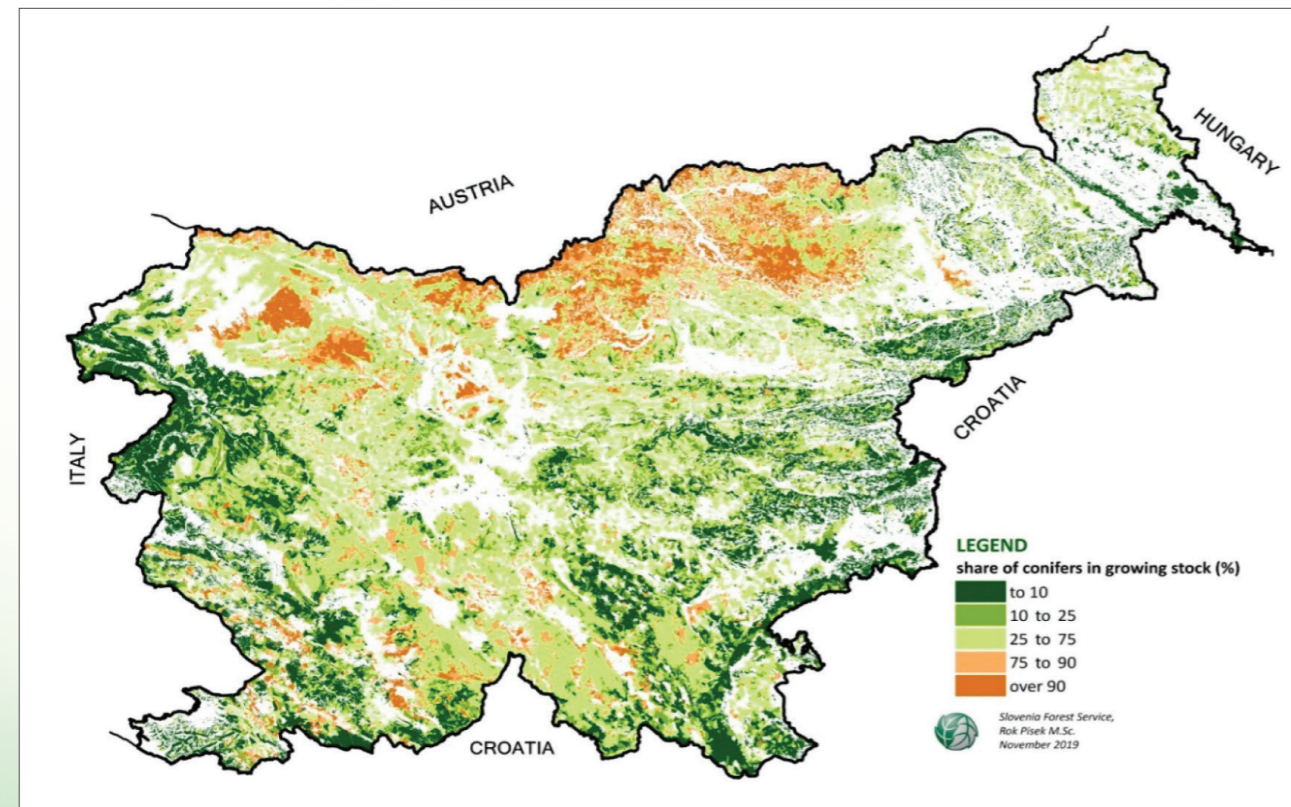 AUSTRIA
HUNGARY
ITALY
CROATIA
CROATIA
LEGEND
share of conifers in growing stock (%)
to 10
10 to 25
25 to 75
75 to 90
over 90
Slovenia Forest Service,
Rok Pisek M.Sc.
November 2019